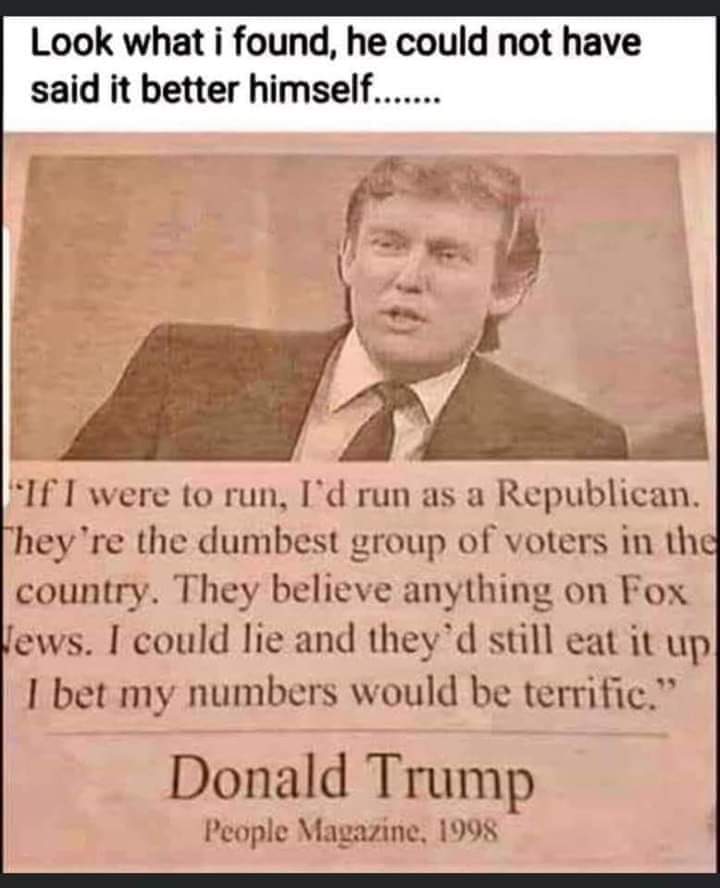 Look what i found, he could not have
said it better himself.......
"If I were to run, I'd run as a Republican.
hey're the dumbest group of voters in the
country. They believe anything on Fox
ews. I could lie and they'd still eat it up
I bet my numbers would be terrific."
Donald Trump
People Magazine, 1998